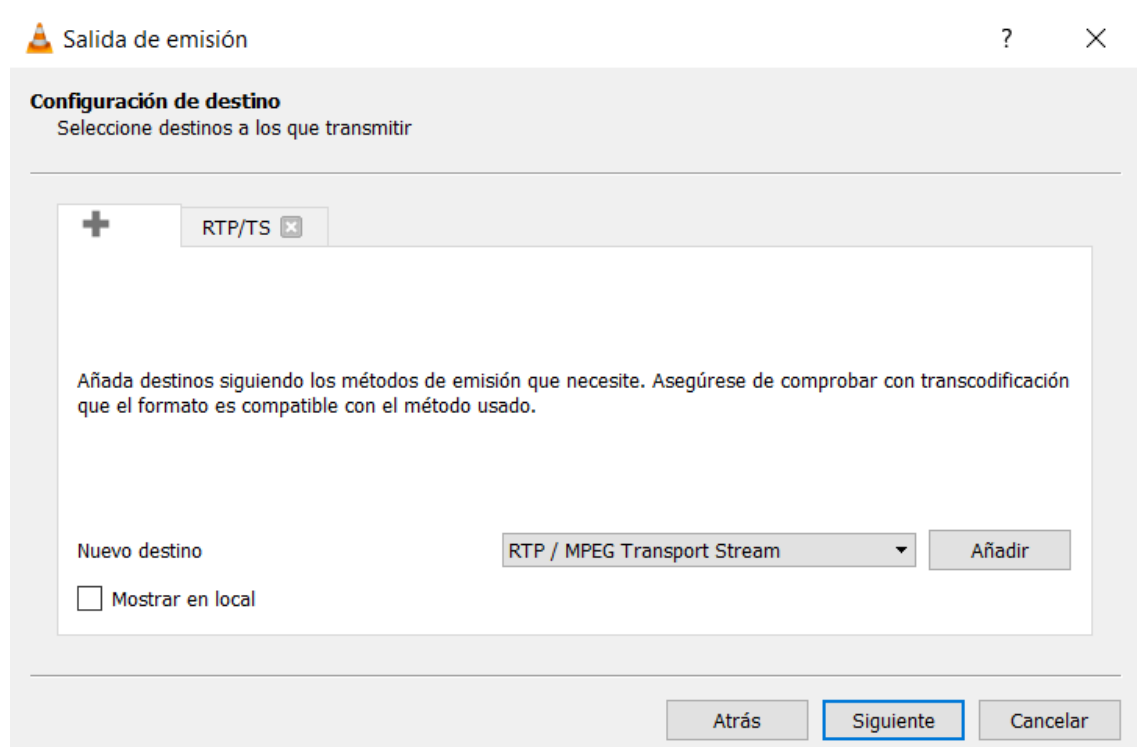 Salida de emisión
?
Configuración de destino
Seleccione destinos a los que transmitir
RTP/TS
Añada destinos siguiendo los métodos de emisión que necesite. Asegúrese de comprobar con transcodificación
que el formato es compatible con el método usado.
Nuevo destino
RTP / MPEG Transport Stream
Añadir
Mostrar en local
Atrás
Siguiente
Cancelar